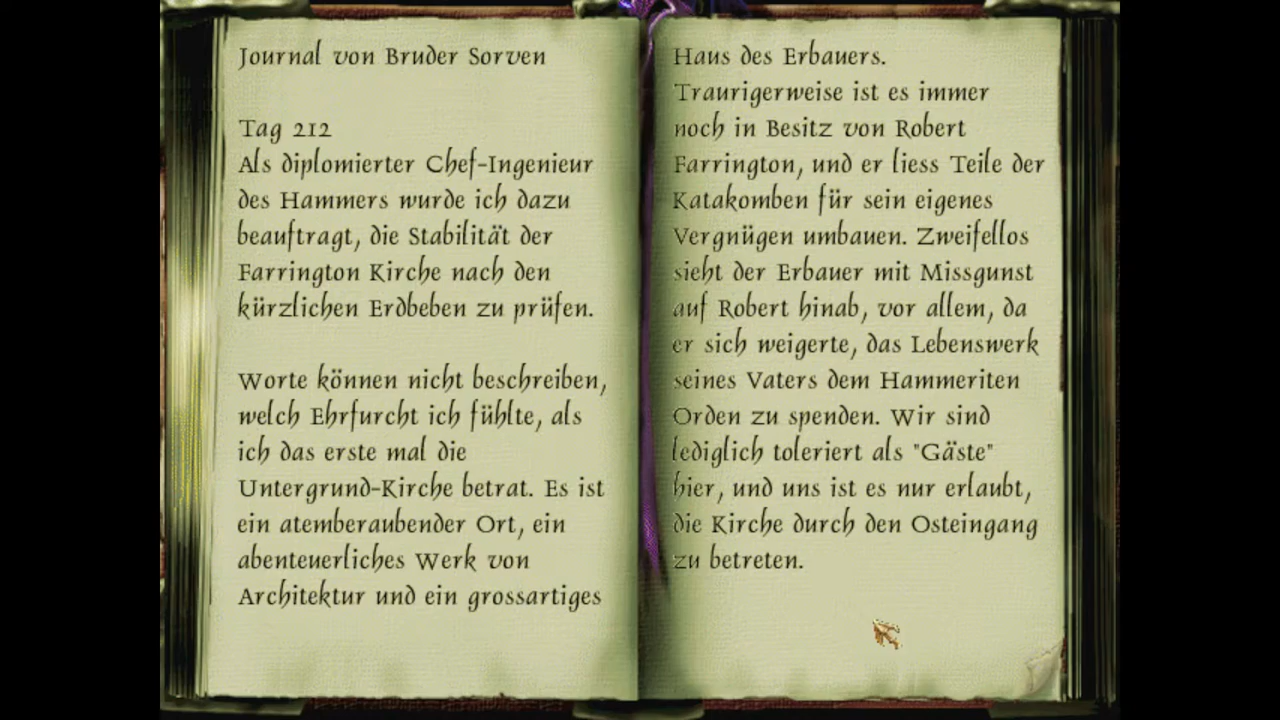 Journal von Bruder Sorven
Tag 212
Als diplomierter Chef-Ingenieur
des Hammers wurde ich dazu
beauftragt, die Stabilität der
Farrington Kirche nach den
kürzlichen Erdbeben zu prüfen.
Worte können nicht beschreiben,
welch Ehrfurcht ich fühlte, als
ich das erste mal die
Untergrund-Kirche betrat. Es ist
ein atemberaubender Ort, ein
abenteuerliches Werk von
Architektur und ein grossartiges
Haus des Erbauers.
Traurigerweise ist es immer
noch in Besitz von Robert
Farrington, und er liess Teile der
Katakomben für sein eigenes
Vergnügen umbauen. Zweifellos
sieht der Erbauer mit Missgunst
auf Robert hinab, vor allem, da
er sich weigerte, das Lebenswerk
seines Vaters dem Hammeriten
Orden zu spenden. Wir sind
lediglich toleriert als "Gäste"
hier, und uns ist es nur erlaubt,
die Kirche durch den Osteingang
zu betreten.